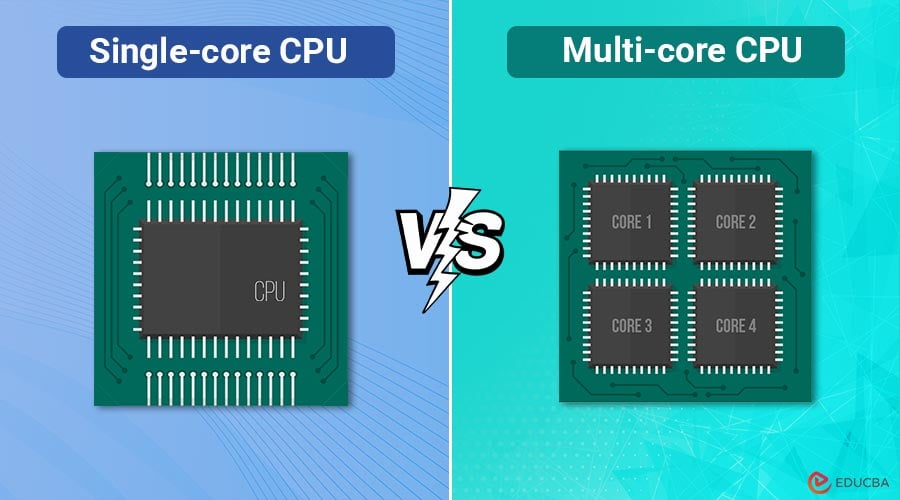 Single-core CPU
Multi-core CPU
CPU
VS
CORE 1
CORE 2
CORE 3
CORE 4
EDUCBA